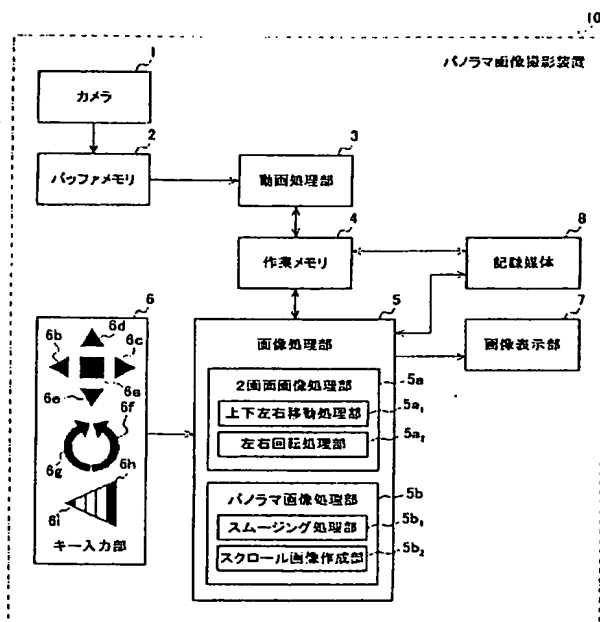 10
パノラマ画像撮影装置
1
カメラ
2
バッファメモリ
3
動画処理部
4
作業メモリ
8
記録媒体
7
画像表示部
5
画像処理部
2画面画像処理部
5a
上下左右移動処理部
5a₁
左右回転処理部
5a₂
パノラマ画像処理部
5b
スムージング処理部
5b₁
スクロール画像作成部
5b₂
6
6d
6b
6c
6a
6e
6f
6g
6h
6i
キー入力部